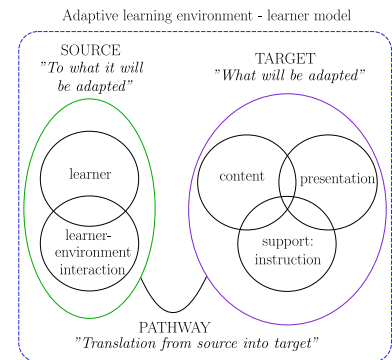 Adaptive learning environment - learner model
SOURCE
"To what it will
be adapted"
TARGET
"What will be adapted"
learner
learner-
environment
interaction
content
presentation
support:
instruction
PATHWAY
"Translation from source into target"